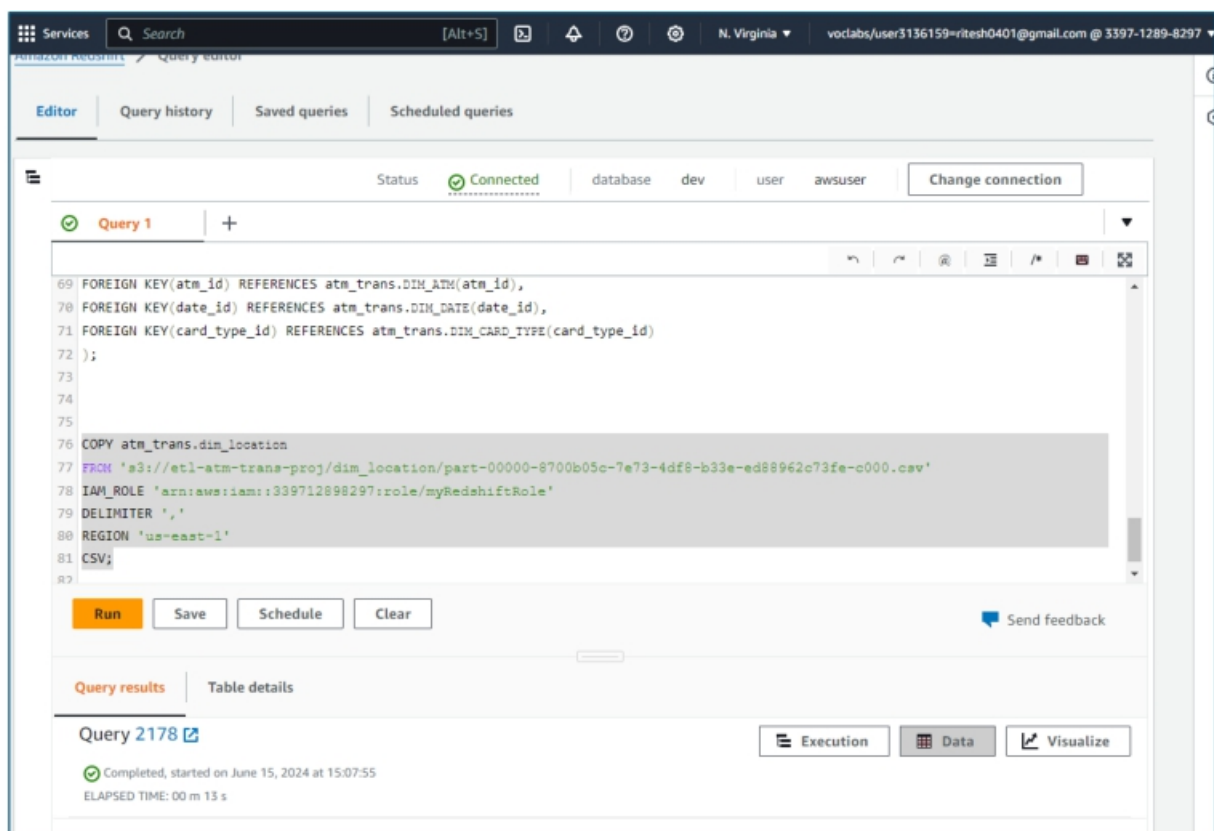 Services Search [Alt+S] N. Virginia voclabs/user3136159=ritesh0401@gmail.com @ 3397-1289-8297
Amazon Redshift > Query editor
Editor Query history Saved queries Scheduled queries
Status Connected database dev user awsuser Change connection
Query 1 +
69 FOREIGN KEY(atm_id) REFERENCES atm_trans.DIM_ATM(atm_id),
70 FOREIGN KEY(date_id) REFERENCES atm_trans.DIM_DATE(date_id),
71 FOREIGN KEY(card_type_id) REFERENCES atm_trans.DIM_CARD_TYPE(card_type_id)
72 );
73
74
75
76 COPY atm_trans.dim_location
77 FROM 's3://etl-atm-trans-proj/dim_location/part-00000-8700b05c-7e73-4df8-b33e-ed88962c73fe-c000.csv'
78 IAM_ROLE 'arn:aws:iam::339712898297:role/myRedshiftRole'
79 DELIMITER ','
80 REGION 'us-east-1'
81 CSV;
82
Run Save Schedule Clear Send feedback
Query results Table details
Query 2178 Execution Data Visualize
Completed, started on June 15, 2024 at 15:07:55
ELAPSED TIME: 00 m 13 s